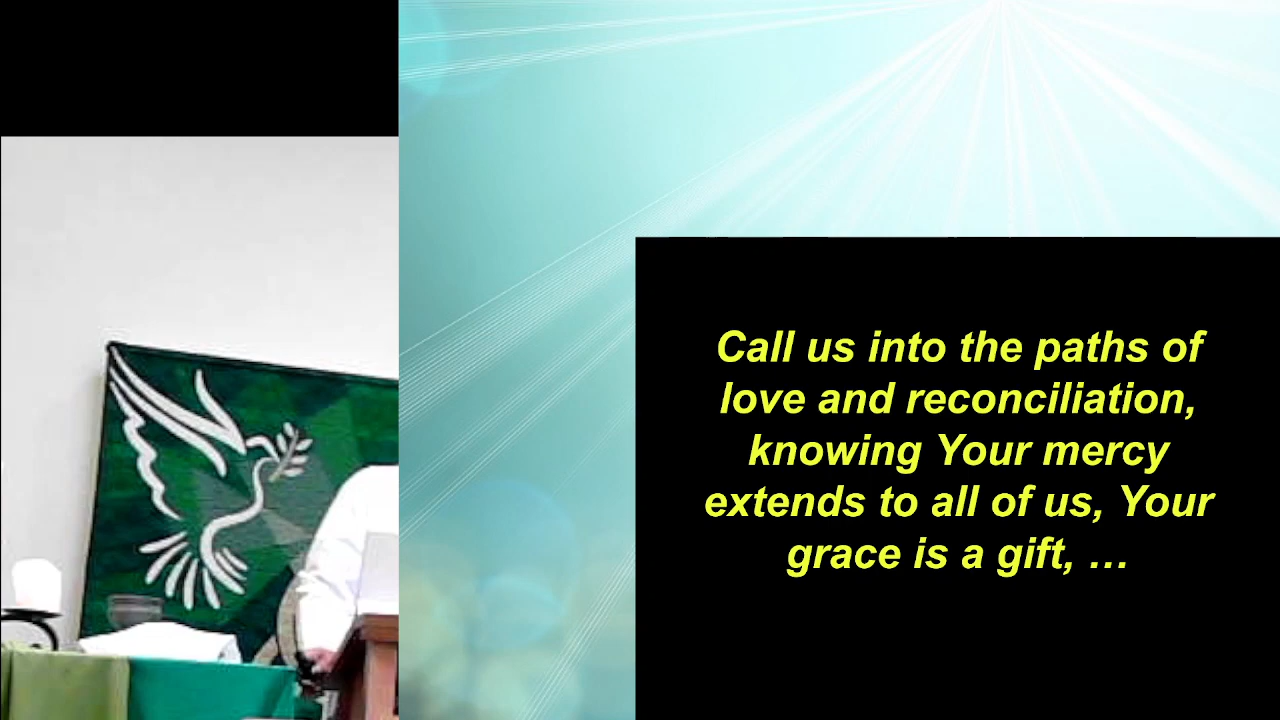 Call us into the paths of
love and reconciliation,
knowing Your mercy
extends to all of us, Your
grace is a gift, …